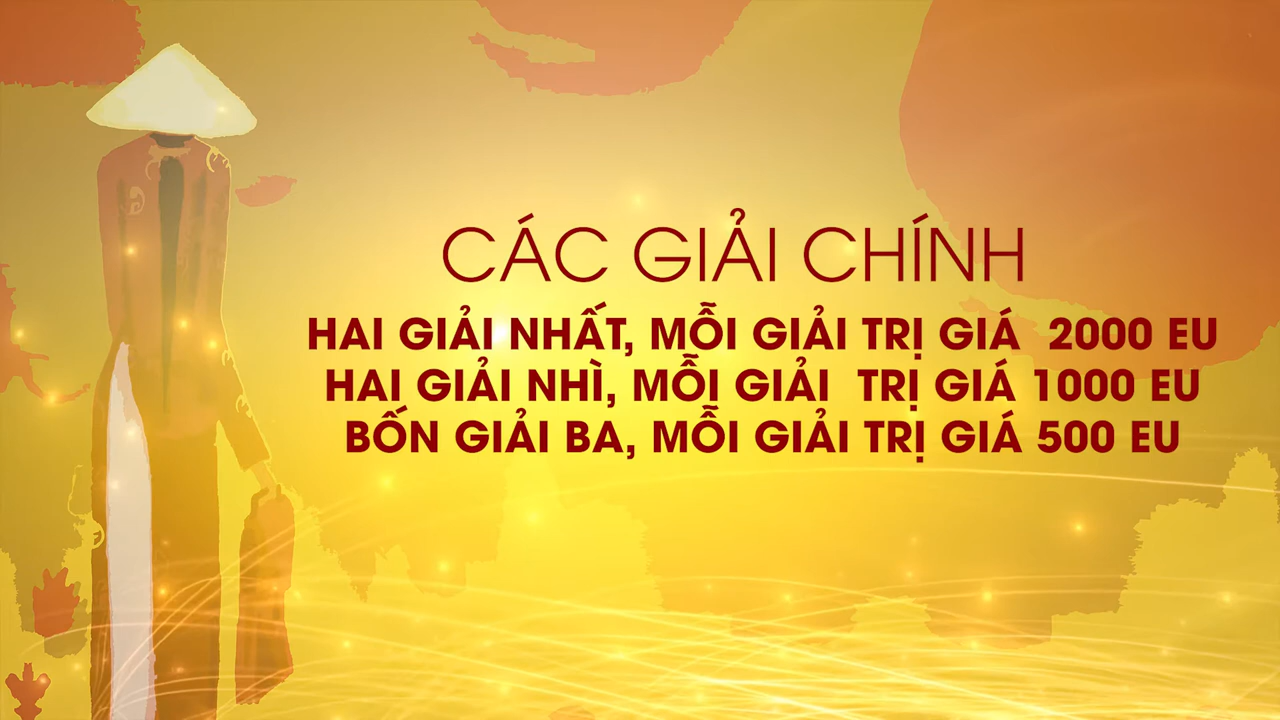 CÁC GIẢI CHÍNH
HAI GIẢI NHẤT, MỖI GIẢI TRỊ GIÁ 2000 EU
HAI GIẢI NHÌ, MỖI GIẢI TRỊ GIÁ 1000 EU
BỐN GIẢI BA, MỖI GIẢI TRỊ GIÁ 500 EU